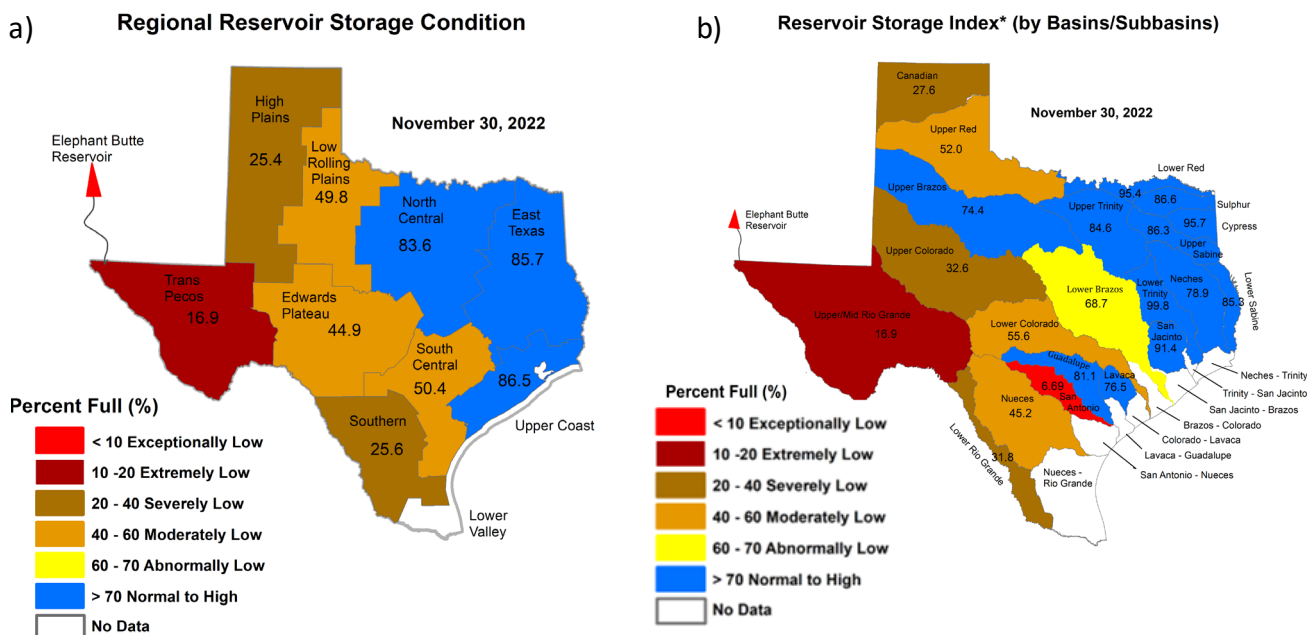 a)
Regional Reservoir Storage Condition
November 30, 2022
Elephant Butte
Reservoir
High
Plains
25.4
Low
Rolling
Plains
49.8
North
Central
83.6
East
Texas
85.7
Trans
Pecos
16.9
Edwards
Plateau
44.9
South
Central
50.4
86.5
Upper Coast
Southern
25.6
Lower
Valley
Percent Full (%)
< 10 Exceptionally Low
10 -20 Extremely Low
20 - 40 Severely Low
40 - 60 Moderately Low
60 - 70 Abnormally Low
> 70 Normal to High
No Data
b)
Reservoir Storage Index* (by Basins/Subbasins)
November 30, 2022
Elephant Butte
Reservoir
Canadian
27.6
Upper Red
52.0
Lower Red
95.4
86.6
Sulphur
Upper Brazos
74.4
Upper Trinity
84.6
86.3
95.7
Cypress
Upper
Sabine
Upper Colorado
32.6
Lower Brazos
68.7
Lower
Trinity
99.8
Neches
78.9
85.3
Lower Sabine
Upper/Mid Rio Grande
16.9
Lower Colorado
55.6
San
Jacinto
91.4
Guadalupe
81.1
Lavaca
76.5
6.69
San
Antonio
Nueces
45.2
31.8
Lower Rio Grande
Nueces -
Rio Grande
Neches - Trinity
Trinity - San Jacinto
San Jacinto - Brazos
Brazos - Colorado
Colorado - Lavaca
Lavaca - Guadalupe
San Antonio - Nueces
Percent Full (%)
< 10 Exceptionally Low
10 -20 Extremely Low
20 - 40 Severely Low
40 - 60 Moderately Low
60 - 70 Abnormally Low
> 70 Normal to High
No Data